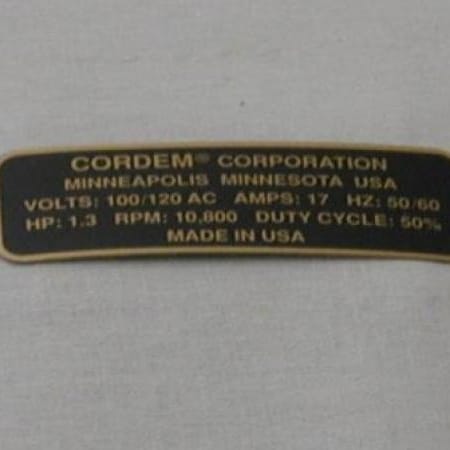 CORDEM® CORPORATION
MINNEAPOLIS MINNESOTA USA
VOLTS: 100/120 AC AMPS: 17 HZ: 50/60
HP: 1.3 RPM: 10,800 DUTY CYCLE: 50%
MADE IN USA